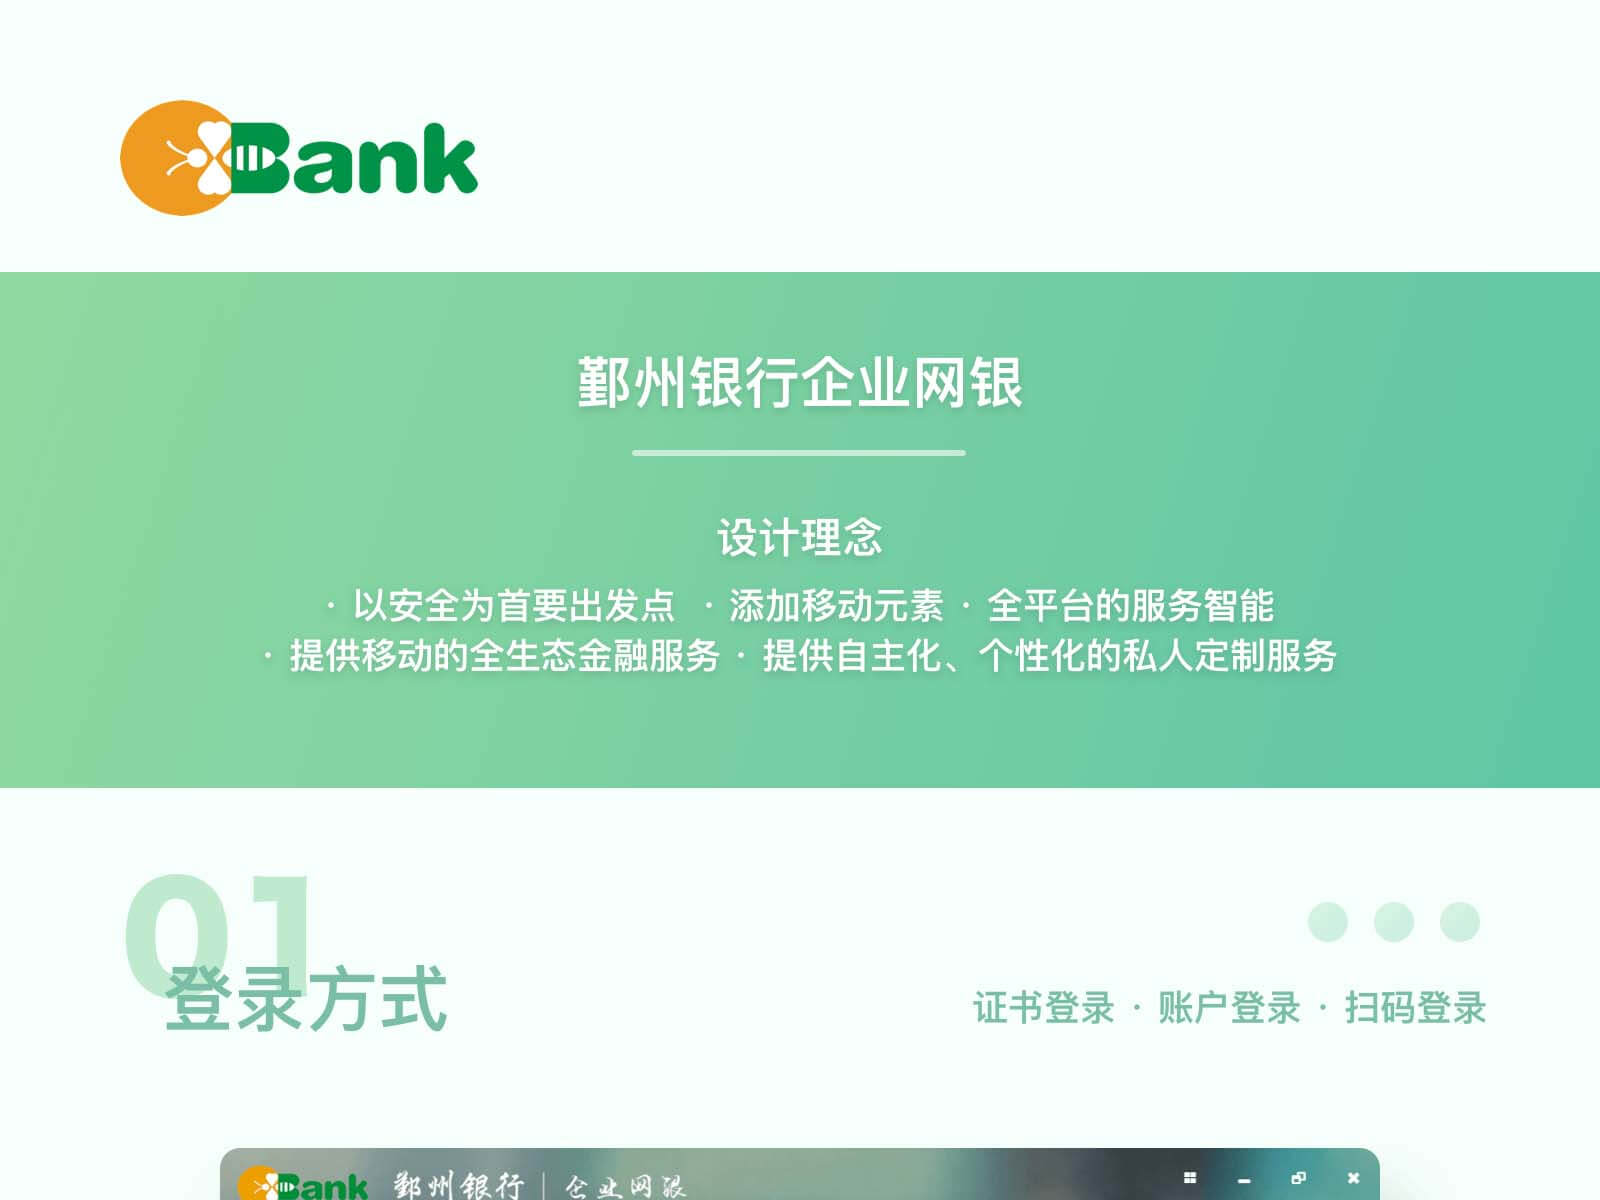 Bank
鄞州银行企业网银
设计理念
· 以安全为首要出发点 · 添加移动元素 · 全平台的服务智能
· 提供移动的全生态金融服务 · 提供自主化、个性化的私人定制服务
01
登录方式
证书登录 · 账户登录 · 扫码登录
Bank 鄞州银行 | 企业网银